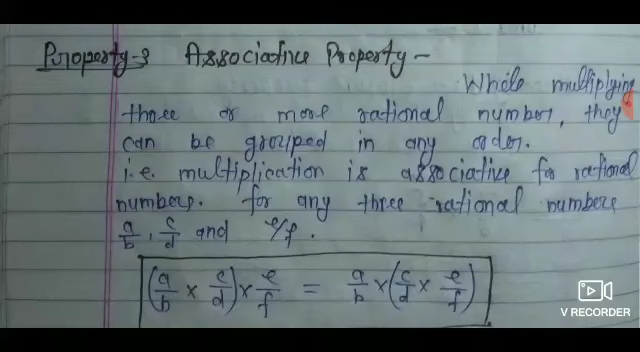 Property-3 Associative Property -
While multiplying
three or more rational number, they
can be grouped in any order.
i.e. multiplication is associative for rational
numbers. for any three rational numbers
a/b, c/d and e/f.
(a/b × c/d) × e/f = a/b × (c/d × e/f)
V RECORDER